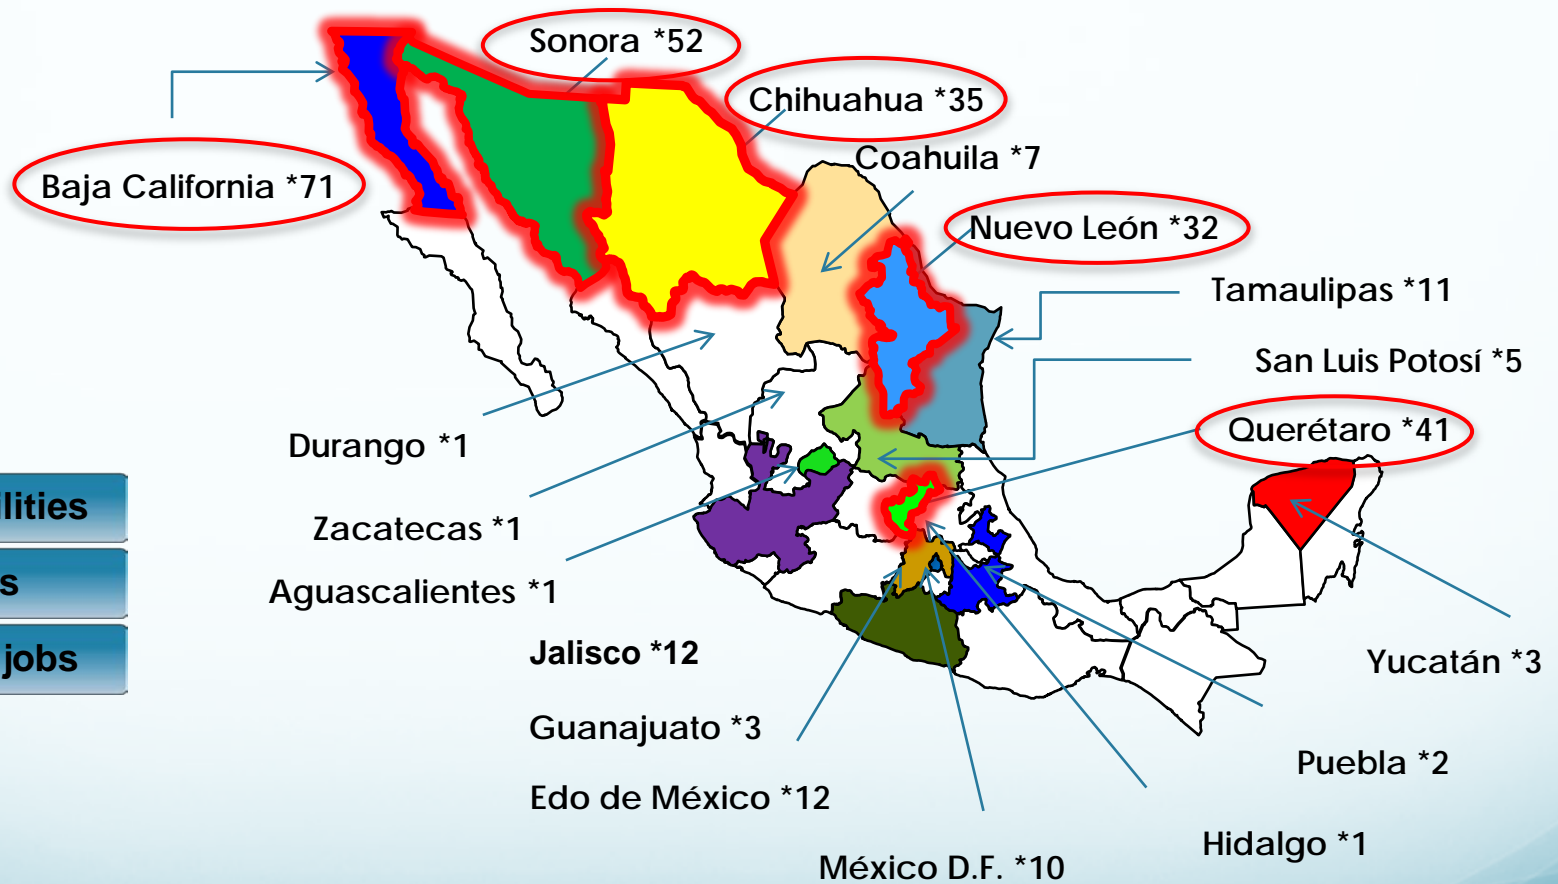 Sonora *52
Chihuahua *35
Coahuila *7
Baja California *71
Nuevo León *32
Tamaulipas *11
San Luis Potosí *5
Querétaro *41
Durango *1
Zacatecas *1
Aguascalientes *1
Jalisco *12
Guanajuato *3
Edo de México *12
México D.F. *10
Hidalgo *1
Puebla *2
Yucatán *3
jobs